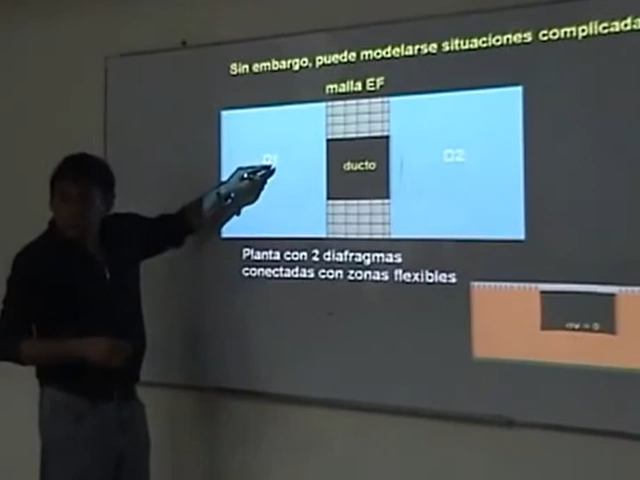 Sin embargo, puede modelarse situaciones complicada
malla EF
D1
ducto
D2
Planta con 2 diafragmas
conectadas con zonas flexibles